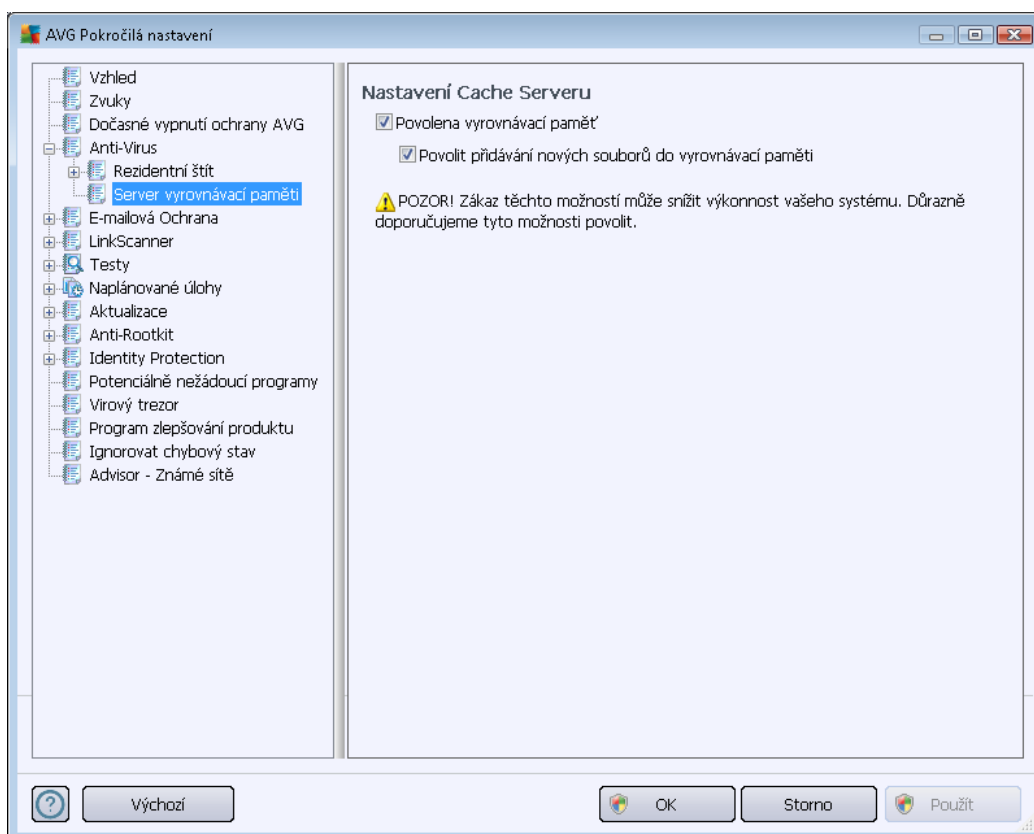 AVG Pokročilá nastavení
Vzhled
Zvuky
Dočasné vypnutí ochrany AVG
Anti-Virus
Rezidentní štít
Server vyrovnávací paměti
E-mailová Ochrana
LinkScanner
Testy
Naplánované úlohy
Aktualizace
Anti-Rootkit
Identity Protection
Potenciálně nežádoucí programy
Virový trezor
Program zlepšování produktu
Ignorovat chybový stav
Advisor - Známé sítě
Nastavení Cache Serveru
Povolena vyrovnávací paměť
Povolit přidávání nových souborů do vyrovnávací paměti
POZOR! Zákaz těchto možností může snížit výkonnost vašeho systému. Důrazně
doporučujeme tyto možnosti povolit.
Výchozí
OK
Storno
Použít